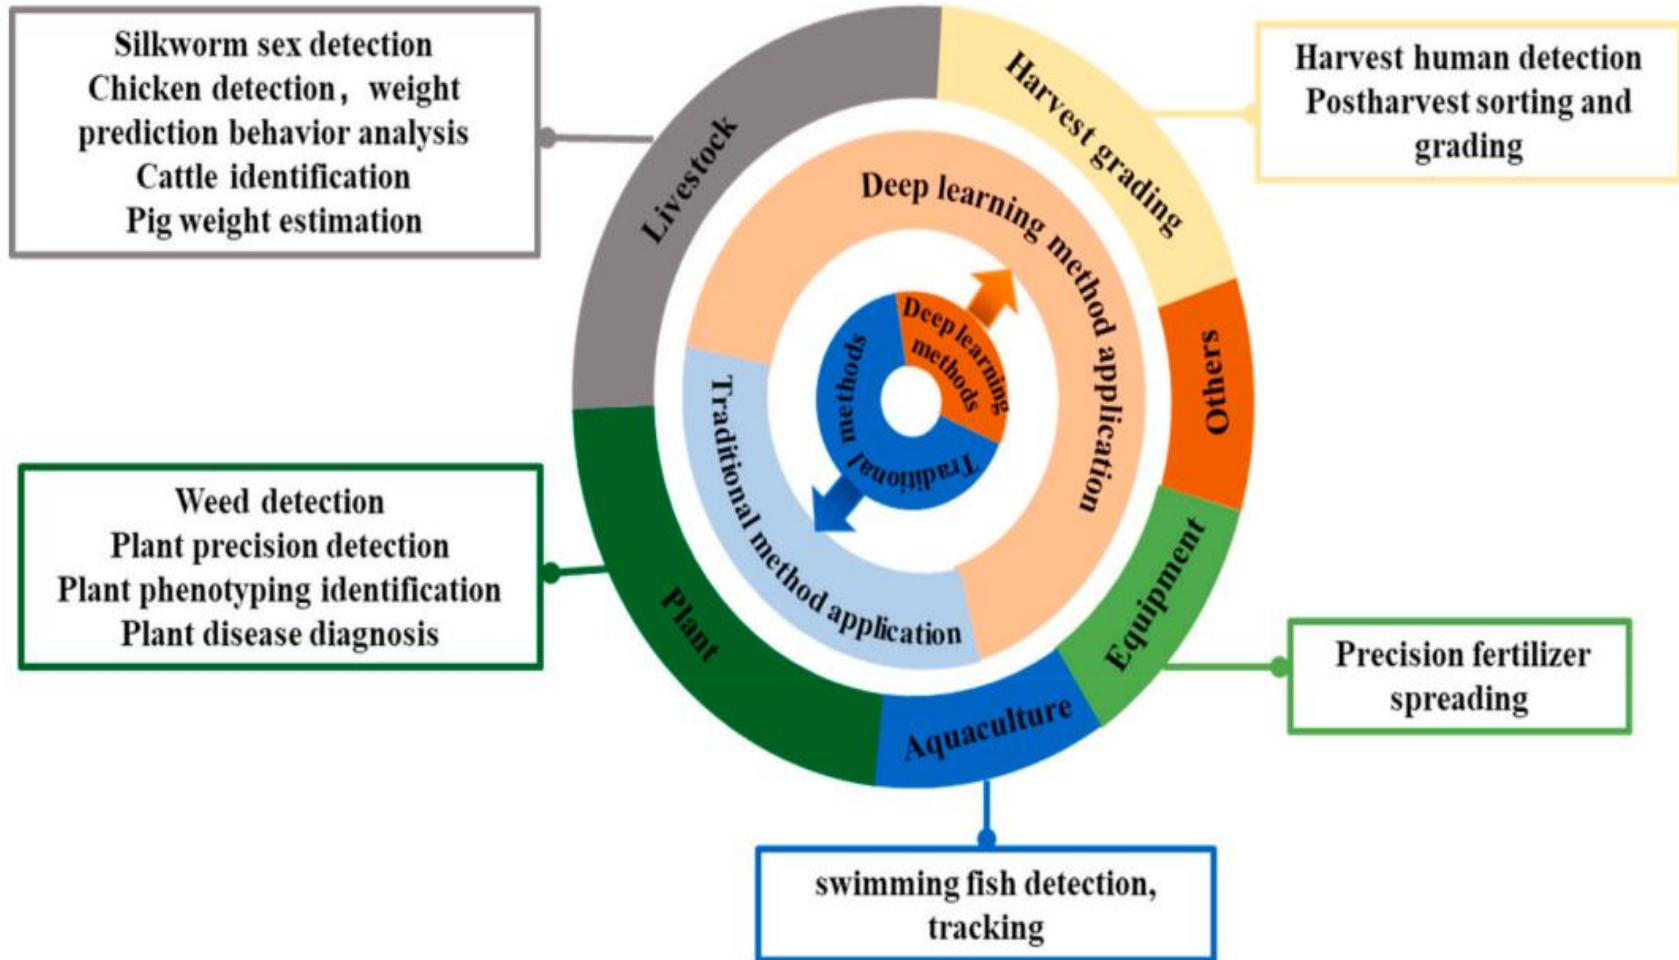 Silkworm sex detection
Chicken detection，weight
prediction behavior analysis
Cattle identification
Pig weight estimation
Harvest human detection
Postharvest sorting and
grading
Livestock
Harvest grading
Deep learning method application
Deep learning
methods
Traditional
methods
Others
Traditional method application
Weed detection
Plant precision detection
Plant phenotyping identification
Plant disease diagnosis
Plant
Equipment
Aquaculture
Precision fertilizer
spreading
swimming fish detection,
tracking